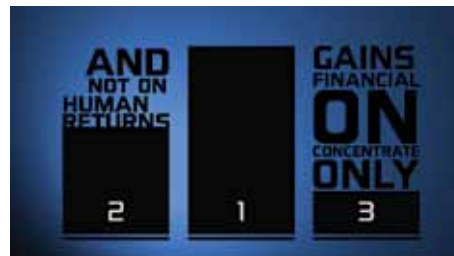 AND
NOT ON
HUMAN
RETURNS
2
1
GAINS
FINANCIAL
ON
CONCENTRATE
ONLY
3